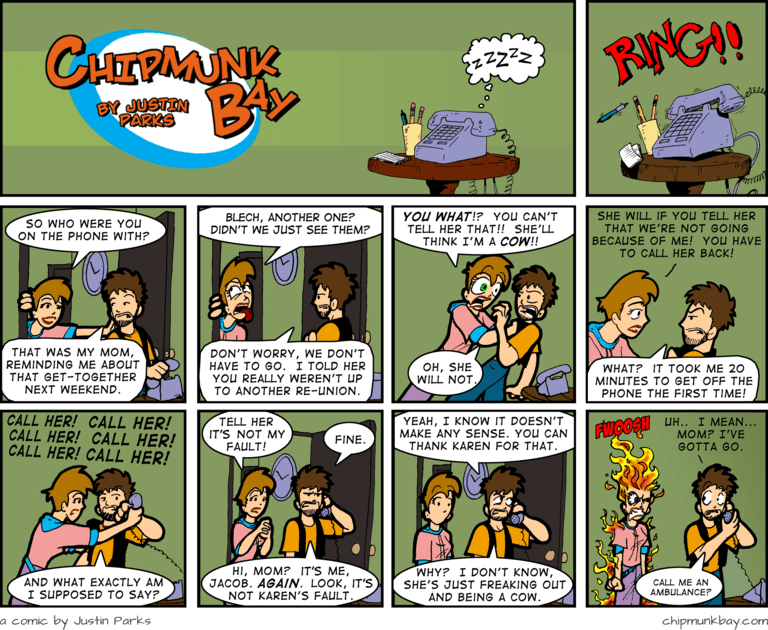 CHIPMUNK
BAY
BY JUSTIN
PARKS
ZZZZZ
RING!!
SO WHO WERE YOU
ON THE PHONE WITH?
THAT WAS MY MOM,
REMINDING ME ABOUT
THAT GET-TOGETHER
NEXT WEEKEND.
BLECH, ANOTHER ONE?
DIDN'T WE JUST SEE THEM?
DON'T WORRY, WE DON'T
HAVE TO GO. I TOLD HER
YOU REALLY WEREN'T UP
TO ANOTHER RE-UNION.
YOU WHAT!? YOU CAN'T
TELL HER THAT!! SHE'LL
THINK I'M A COW!!
OH, SHE
WILL NOT.
SHE WILL IF YOU TELL HER
THAT WE'RE NOT GOING
BECAUSE OF ME! YOU HAVE
TO CALL HER BACK!
WHAT? IT TOOK ME 20
MINUTES TO GET OFF THE
PHONE THE FIRST TIME!
CALL HER! CALL HER!
CALL HER! CALL HER!
CALL HER! CALL HER!
AND WHAT EXACTLY AM
I SUPPOSED TO SAY?
TELL HER
IT'S NOT MY
FAULT!
FINE.
HI, MOM? IT'S ME,
JACOB. AGAIN. LOOK, IT'S
NOT KAREN'S FAULT.
YEAH, I KNOW IT DOESN'T
MAKE ANY SENSE. YOU CAN
THANK KAREN FOR THAT.
WHY? I DON'T KNOW,
SHE'S JUST FREAKING OUT
AND BEING A COW.
FWOOSH
UH.. I MEAN...
MOM? I'VE
GOTTA GO.
CALL ME AN
AMBULANCE?
a comic by Justin Parks
chipmunkbay.com